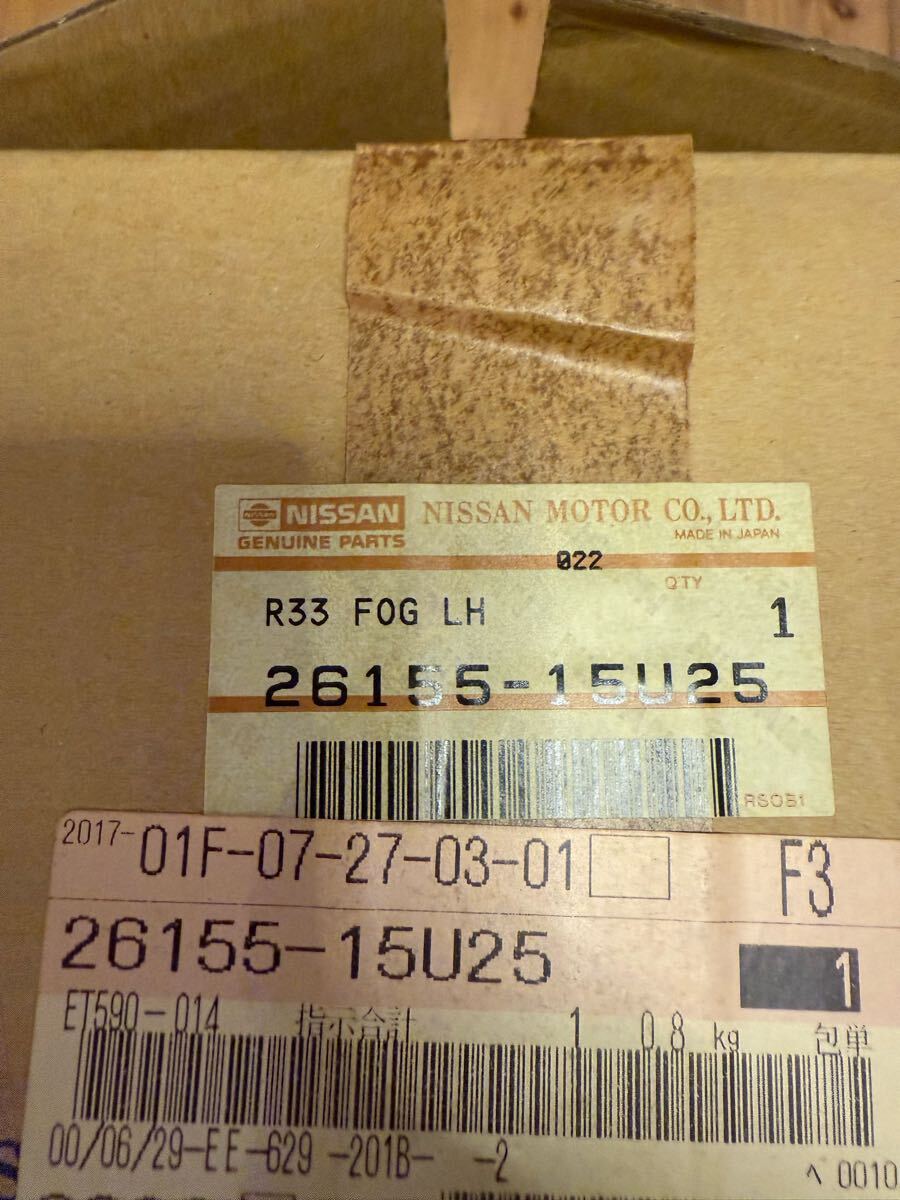 NISSAN NISSAN MOTOR CO., LTD.
GENUINE PARTS MADE IN JAPAN
022
QTY
R33 FOG LH 1
26155-15U25
RSOB1
2017-01F-07-27-03-01 F3
26155-15U25 1
ET590-014 指示合計 1 0.8 kg 包単
00/06/29-EE-629 -201B- -2 ^ 0010